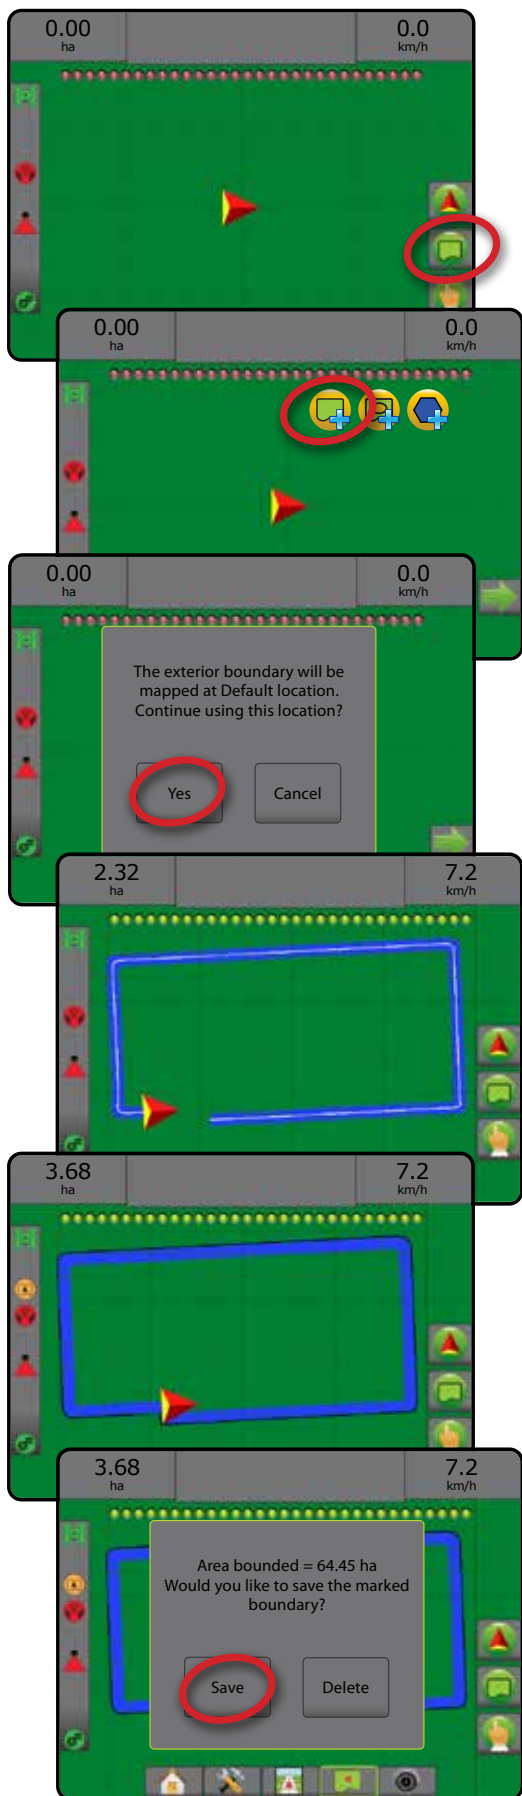 0.00
ha
0.0
km/h
0.00
ha
0.0
km/h
0.00
ha
0.0
km/h
The exterior boundary will be
mapped at Default location.
Continue using this location?
Yes
Cancel
2.32
ha
7.2
km/h
3.68
ha
7.2
km/h
3.68
ha
7.2
km/h
Area bounded = 64.45 ha
Would you like to save the marked
boundary?
Save
Delete